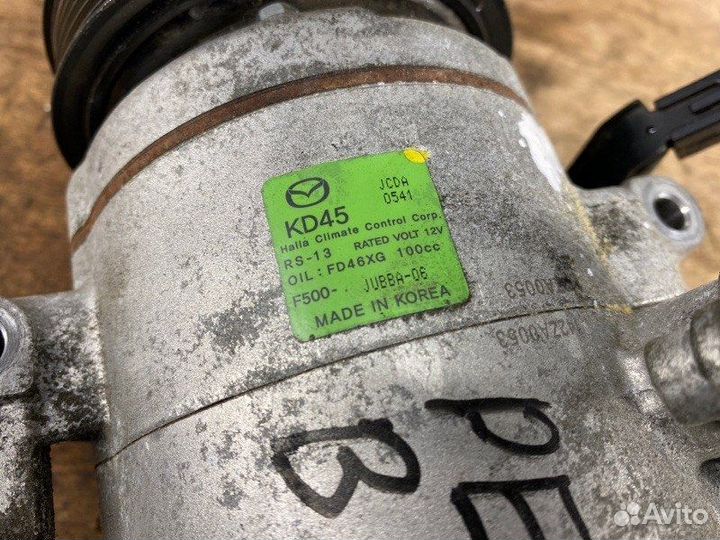 JCDA
0541
KD45
Halla Climate Control Corp.
RS-13 RATED VOLT 12V
OIL : FD46XG 100cc
F500- JUBBA-06
MADE IN KOREA
PE
B
Avito